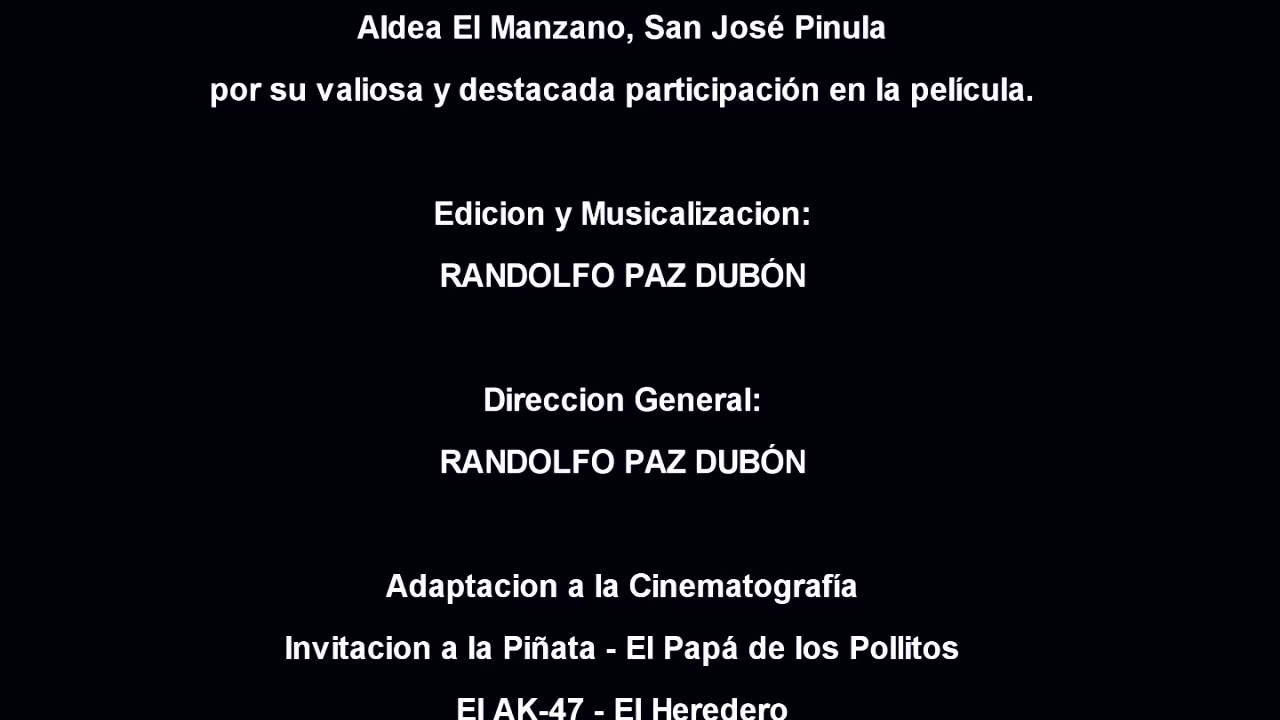 Aldea El Manzano, San José Pinula
por su valiosa y destacada participación en la película.
Edicion y Musicalizacion:
RANDOLFO PAZ DUBÓN
Direccion General:
RANDOLFO PAZ DUBÓN
Adaptacion a la Cinematografía
Invitacion a la Piñata - El Papá de los Pollitos
El AK-47 - El Heredero